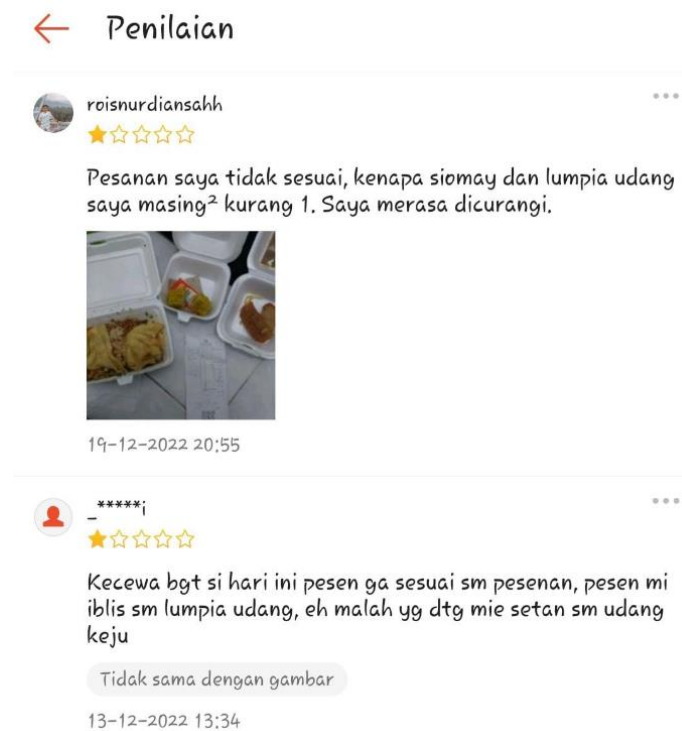 Penilaian
roisnurdiansahh
Pesanan saya tidak sesuai, kenapa siomay dan lumpia udang
saya masing² kurang 1. Saya merasa dicurangi.
19-12-2022 20:55
_*****i
Kecewa bgt si hari ini pesen ga sesuai sm pesenan, pesen mi
iblis sm lumpia udang, eh malah yg dtg mie setan sm udang
keju
Tidak sama dengan gambar
13-12-2022 13:34